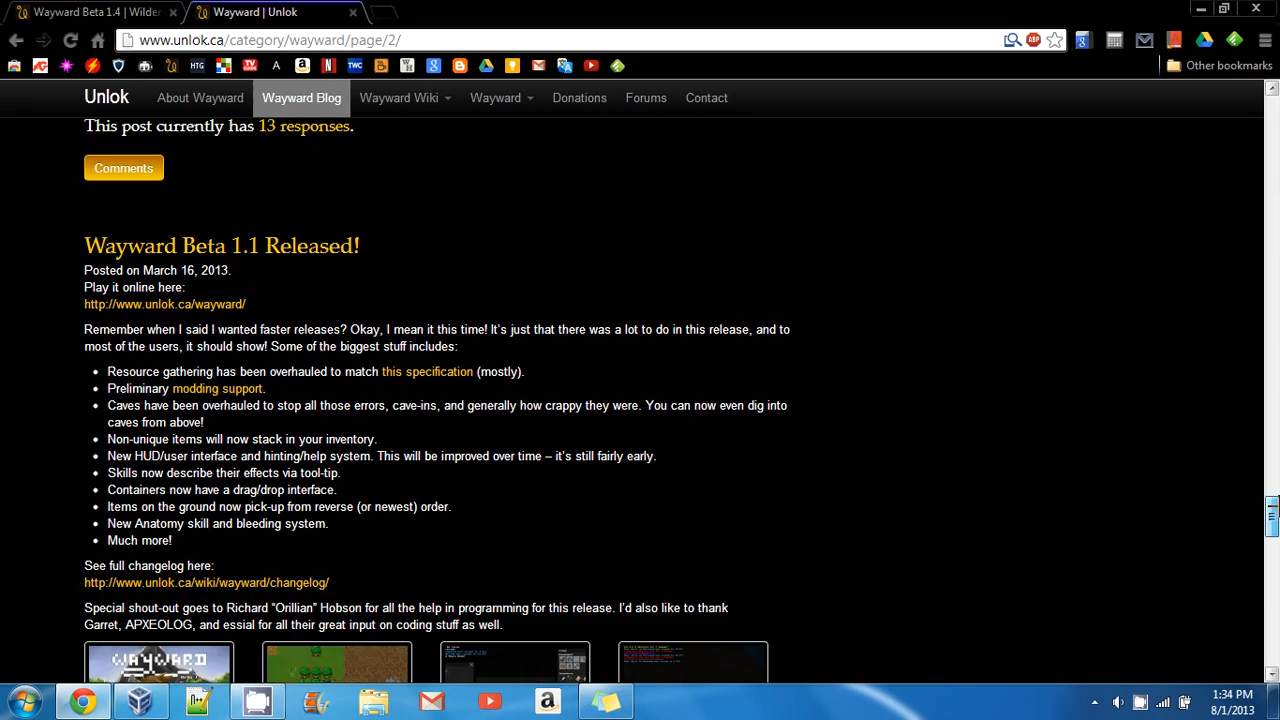 Wayward Beta 1.4 | Wilder
Wayward | Unlok
www.unlok.ca/category/wayward/page/2/
Other bookmarks
Unlok About Wayward Wayward Blog Wayward Wiki Wayward Donations Forums Contact
This post currently has 13 responses.
Comments
Wayward Beta 1.1 Released!
Posted on March 16, 2013.
Play it online here:
http://www.unlok.ca/wayward/
Remember when I said I wanted faster releases? Okay, I mean it this time! It's just that there was a lot to do in this release, and to
most of the users, it should show! Some of the biggest stuff includes:
• Resource gathering has been overhauled to match this specification (mostly).
• Preliminary modding support.
• Caves have been overhauled to stop all those errors, cave-ins, and generally how crappy they were. You can now even dig into
caves from above!
• Non-unique items will now stack in your inventory.
• New HUD/user interface and hinting/help system. This will be improved over time – it's still fairly early.
• Skills now describe their effects via tool-tip.
• Containers now have a drag/drop interface.
• Items on the ground now pick-up from reverse (or newest) order.
• New Anatomy skill and bleeding system.
• Much more!
See full changelog here:
http://www.unlok.ca/wiki/wayward/changelog/
Special shout-out goes to Richard "Orillian" Hobson for all the help in programming for this release. I'd also like to thank
Garret, APXEOLOG, and essial for all their great input on coding stuff as well.
WAYWARD
1:34 PM
8/1/2013